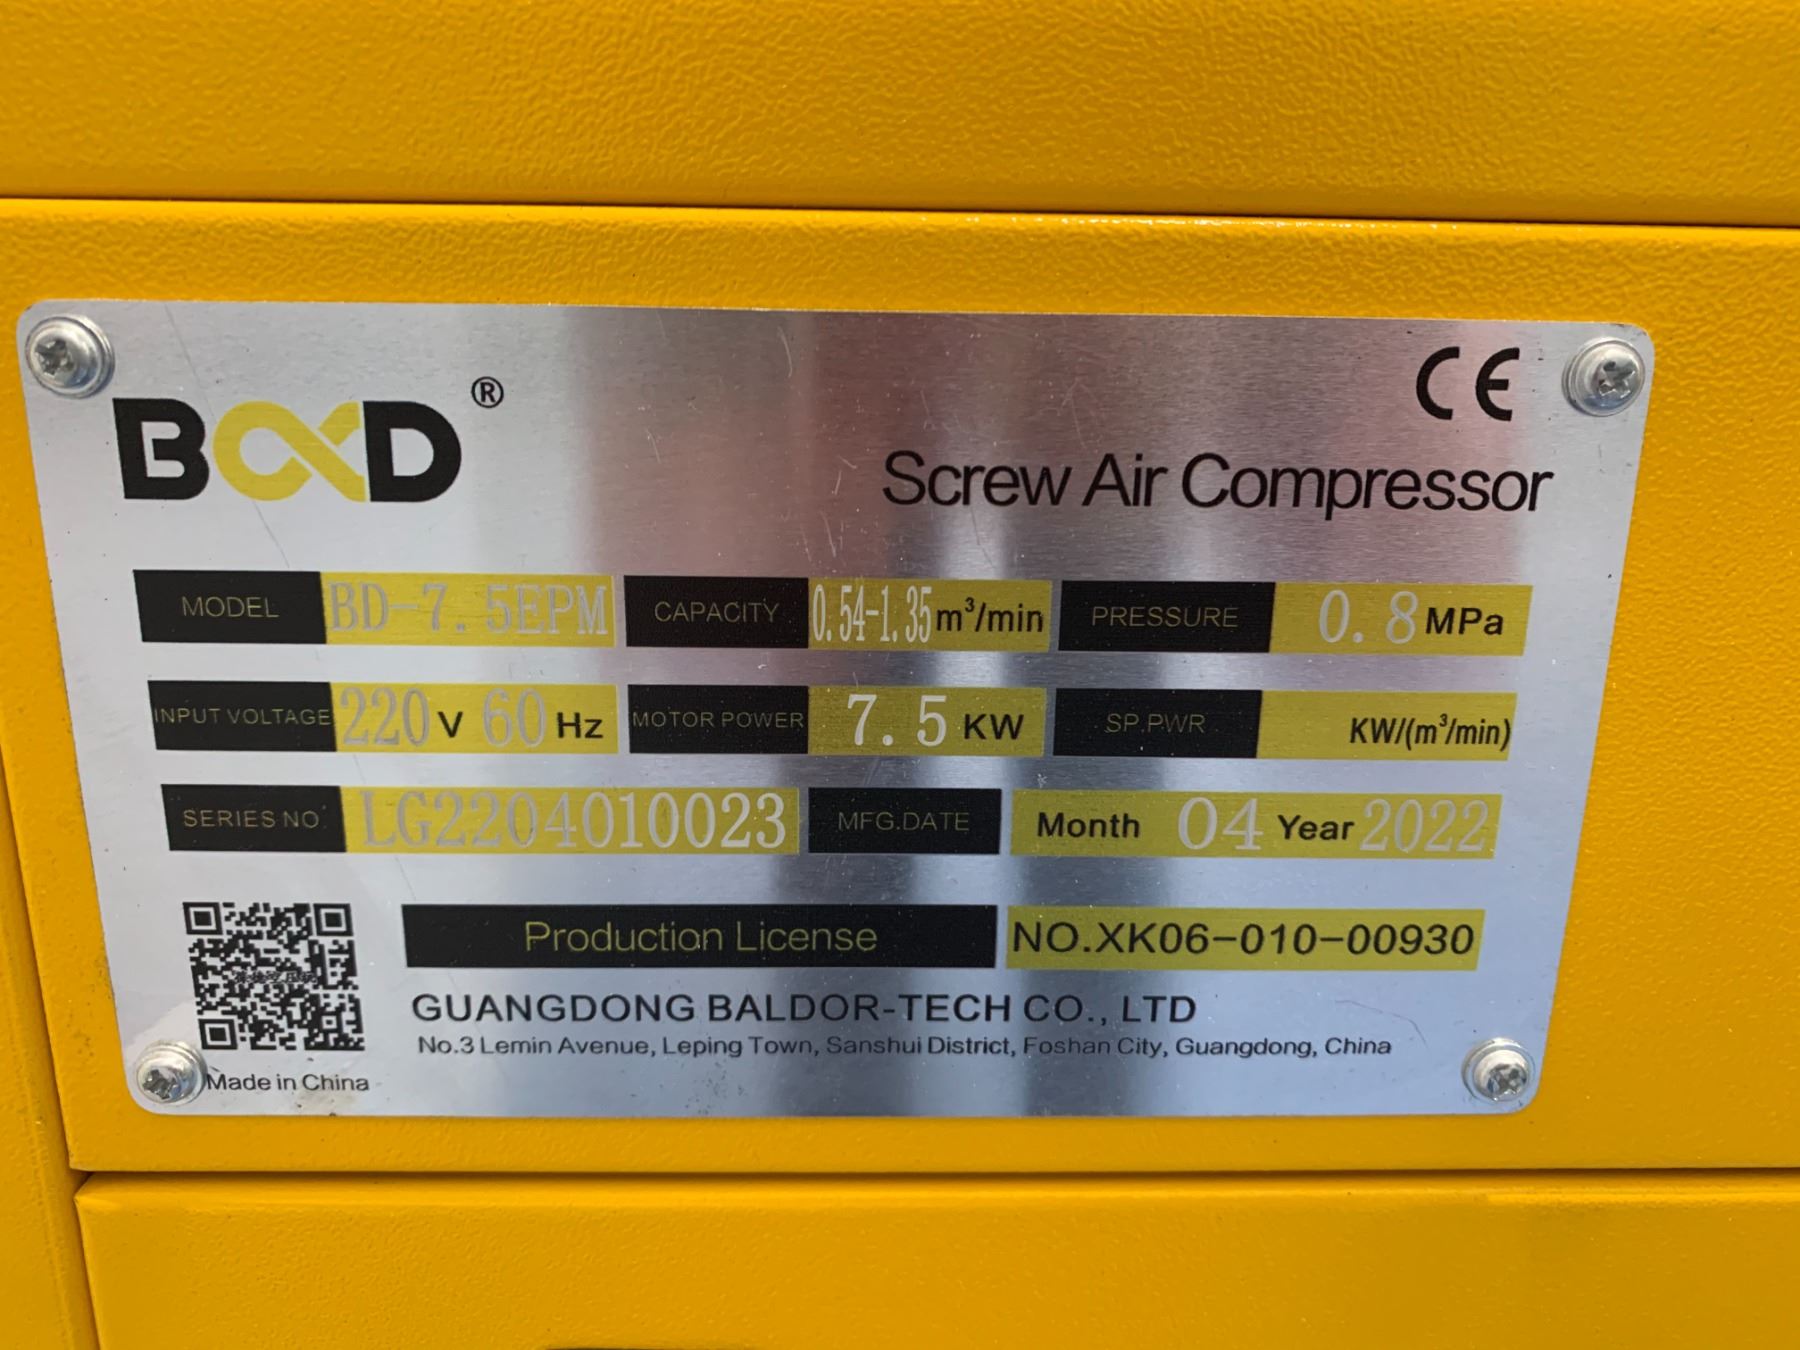 BD®
CE
Screw Air Compressor
MODEL BD-7.5EPM CAPACITY 0.54-1.35 m³/min PRESSURE 0.8 MPa
INPUT VOLTAGE 220 V 60 Hz MOTOR POWER 7.5 KW SP.PWR KW/(m³/min)
SERIES NO. LG2204010023 MFG.DATE Month 04 Year 2022
Production License NO.XK06-010-00930
GUANGDONG BALDOR-TECH CO., LTD
No.3 Lemin Avenue, Leping Town, Sanshui District, Foshan City, Guangdong, China
Made in China